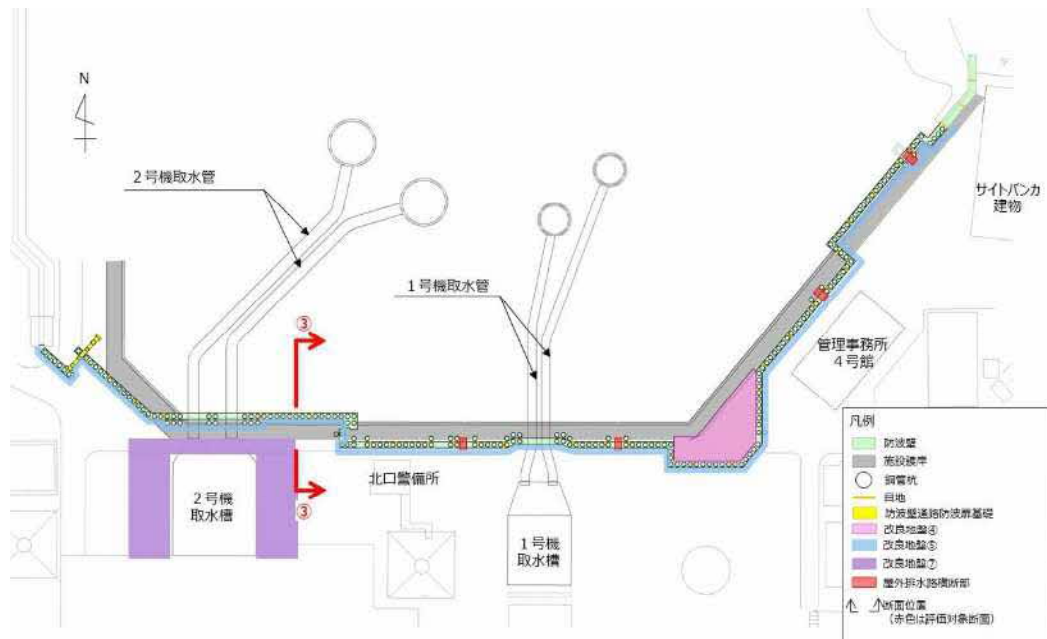 N
2号機取水管
1号機取水管
サイトバンカ
建物
③
管理事務所
4号館
北口警備所
③
2号機
取水槽
1号機
取水槽
凡例
防波壁
施設護岸
鋼管杭
目地
防波壁通路防波扉基礎
改良地盤④
改良地盤⑤
改良地盤⑦
屋外排水路横断部
断面位置
(赤色は評価対象断面)